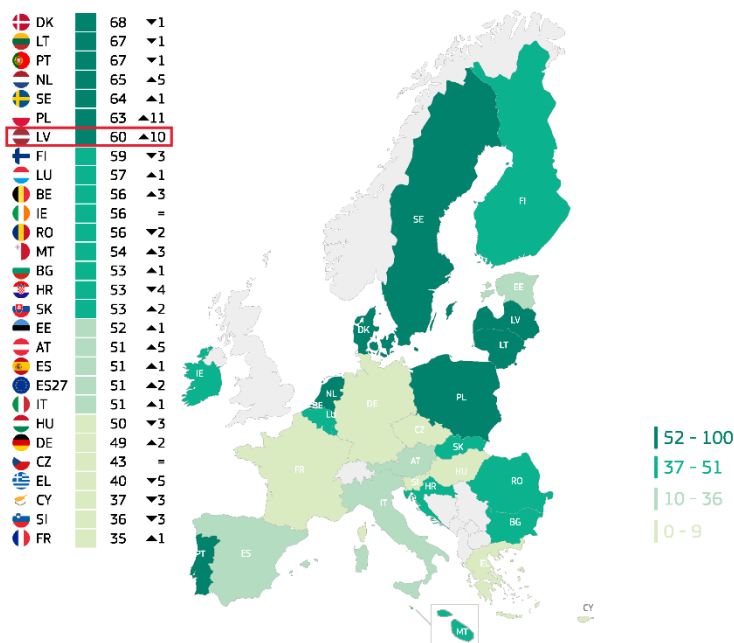 DK 68 ▼1
LT 67 ▼1
PT 67 ▼1
NL 65 ▲5
SE 64 ▲1
PL 63 ▲11
LV 60 ▲10
FI 59 ▼3
LU 57 ▲1
BE 56 ▲3
IE 56 =
RO 56 ▼2
MT 54 ▲3
BG 53 ▲1
HR 53 ▼4
SK 53 ▲2
EE 52 ▲1
AT 51 ▲5
ES 51 ▲1
ES27 51 ▲2
IT 51 ▲1
HU 50 ▼3
DE 49 ▲2
CZ 43 =
EL 40 ▼5
CY 37 ▼3
SI 36 ▼3
FR 35 ▲1
FI
SE
EE
LV
DK
LT
IE
NL
PL
BE
DE
LU
CZ
SK
FR
AT
HU
SI
HR
RO
IT
BG
PT
ES
EL
CY
MT
52 - 100
37 - 51
10 - 36
0 - 9